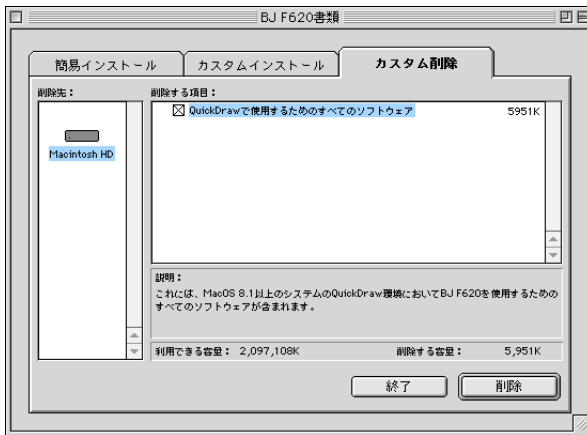 BJ F620書類
簡易インストール
カスタムインストール
カスタム削除
削除先：
削除する項目：
Macintosh HD
QuickDrawで使用するためのすべてのソフトウェア 5951K
説明：
これには、MacOS 8.1以上のシステムのQuickDraw環境においてBJ F620を使用するための
すべてのソフトウェアが含まれます。
利用できる容量： 2,097,108K 削除する容量： 5,951K
終了
削除